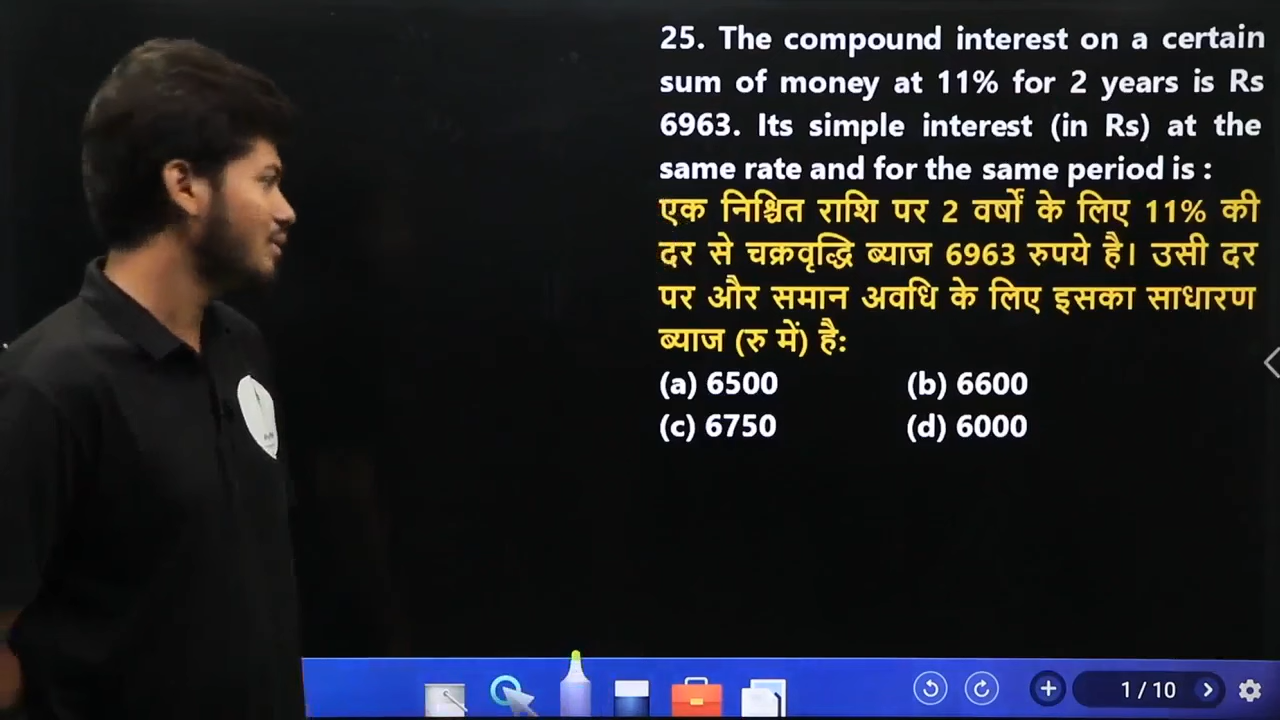 25. The compound interest on a certain
sum of money at 11% for 2 years is Rs
6963. Its simple interest (in Rs) at the
same rate and for the same period is :
एक निश्चित राशि पर 2 वर्षों के लिए 11% की
दर से चक्रवृद्धि ब्याज 6963 रुपये है। उसी दर
पर और समान अवधि के लिए इसका साधारण
ब्याज (रु में) है:
(a) 6500 (b) 6600
(c) 6750 (d) 6000
1 / 10